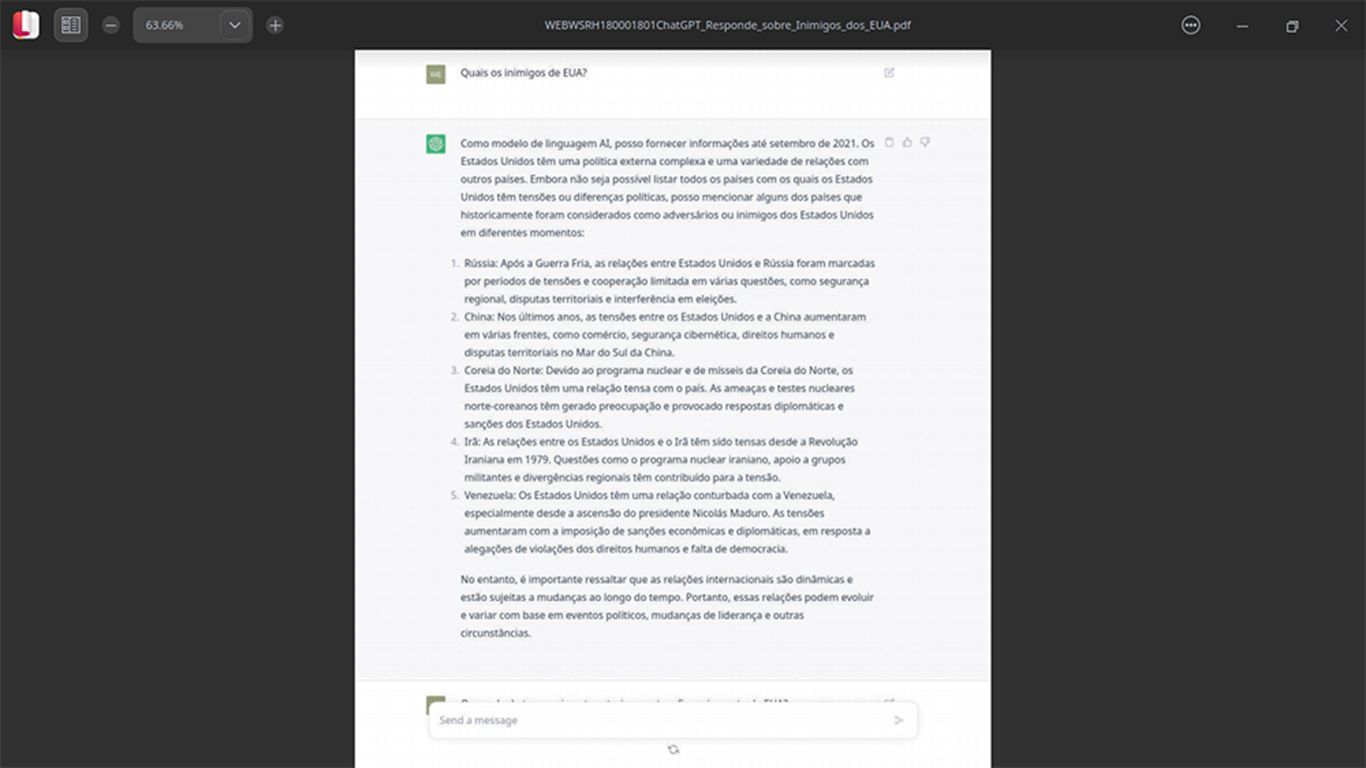 63.66%
WEBWSRH180001801ChatGPT_Responde_sobre_Inimigos_dos_EUA.pdf
WE
Quais os inimigos de EUA?
Como modelo de linguagem AI, posso fornecer informações até setembro de 2021. Os
Estados Unidos têm uma política externa complexa e uma variedade de relações com
outros países. Embora não seja possível listar todos os países com os quais os Estados
Unidos têm tensões ou diferenças políticas, posso mencionar alguns dos países que
historicamente foram considerados como adversários ou inimigos dos Estados Unidos
em diferentes momentos:
1. Rússia: Após a Guerra Fria, as relações entre Estados Unidos e Rússia foram marcadas
por períodos de tensões e cooperação limitada em várias questões, como segurança
regional, disputas territoriais e interferência em eleições.
2. China: Nos últimos anos, as tensões entre os Estados Unidos e a China aumentaram
em várias frentes, como comércio, segurança cibernética, direitos humanos e
disputas territoriais no Mar do Sul da China.
3. Coreia do Norte: Devido ao programa nuclear e de mísseis da Coreia do Norte, os
Estados Unidos têm uma relação tensa com o país. As ameaças e testes nucleares
norte-coreanos têm gerado preocupação e provocado respostas diplomáticas e
sanções dos Estados Unidos.
4. Irã: As relações entre os Estados Unidos e o Irã têm sido tensas desde a Revolução
Iraniana em 1979. Questões como o programa nuclear iraniano, apoio a grupos
militantes e divergências regionais têm contribuído para a tensão.
5. Venezuela: Os Estados Unidos têm uma relação conturbada com a Venezuela,
especialmente desde a ascensão do presidente Nicolás Maduro. As tensões
aumentaram com a imposição de sanções econômicas e diplomáticas, em resposta a
alegações de violações dos direitos humanos e falta de democracia.
No entanto, é importante ressaltar que as relações internacionais são dinâmicas e
estão sujeitas a mudanças ao longo do tempo. Portanto, essas relações podem evoluir
e variar com base em eventos políticos, mudanças de liderança e outras
circunstâncias.
EUA?
Send a message